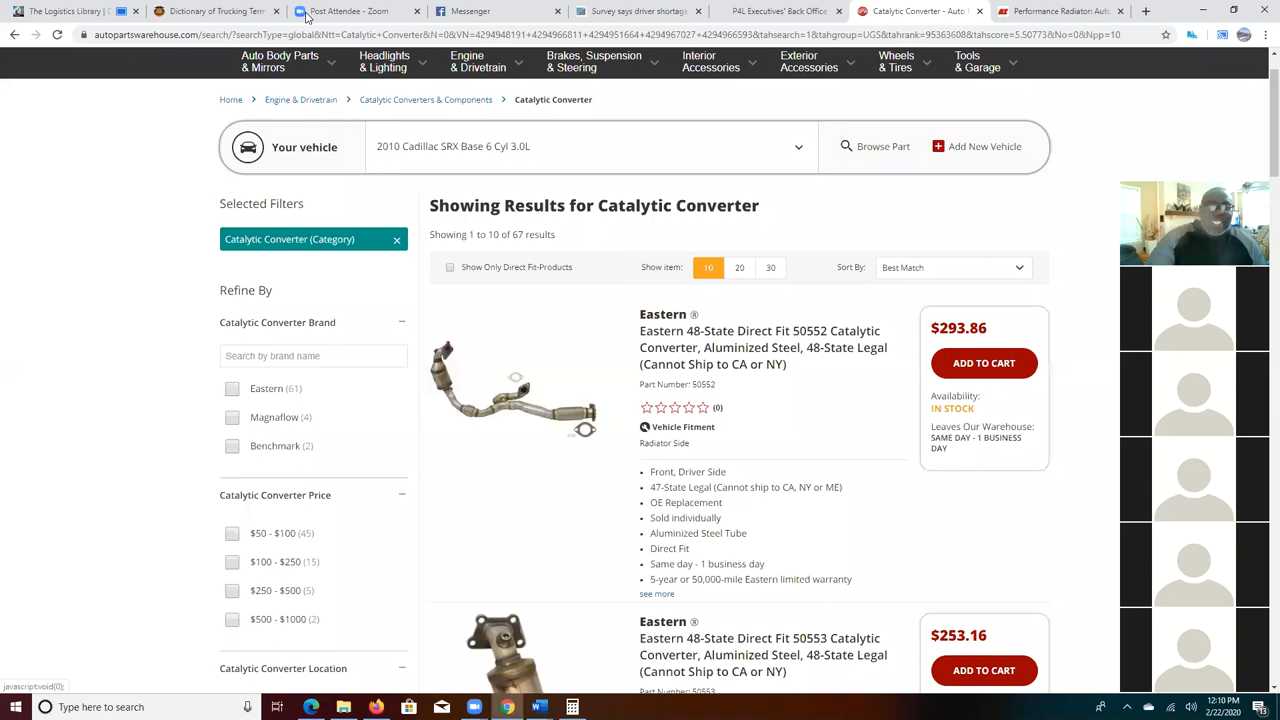 The Logistics Library | D
Dictionary of Trucking Term
Post Attendee - Zoom
Messenger
Survey says driver shortage
P4L Executives' Back Office
Catalytic Converter - Auto P
Performance Radiator: Auto
autopartswarehouse.com/search/?searchType=global&Ntt=Catalytic+Converter&N=0&VN=4294948191+4294966811+4294951664+4294967027+4294966593&tahsearch=1&tahgroup=UGS&tahrank=95363608&tahscore=5.50773&No=0&Npp=10
Auto Body Parts
& Mirrors
Headlights
& Lighting
Engine
& Drivetrain
Brakes, Suspension
& Steering
Interior
Accessories
Exterior
Accessories
Wheels
& Tires
Tools
& Garage
Home > Engine & Drivetrain > Catalytic Converters & Components > Catalytic Converter
Your vehicle
2010 Cadillac SRX Base 6 Cyl 3.0L
Browse Part
Add New Vehicle
Selected Filters
Catalytic Converter (Category) ×
Refine By
Catalytic Converter Brand
Search by brand name
Eastern (61)
Magnaflow (4)
Benchmark (2)
Catalytic Converter Price
$50 - $100 (45)
$100 - $250 (15)
$250 - $500 (5)
$500 - $1000 (2)
Catalytic Converter Location
Showing Results for Catalytic Converter
Showing 1 to 10 of 67 results
Show Only Direct Fit-Products
Show item: 10 20 30
Sort By: Best Match
Eastern ®
Eastern 48-State Direct Fit 50552 Catalytic
Converter, Aluminized Steel, 48-State Legal
(Cannot Ship to CA or NY)
Part Number: 50552
(0)
Vehicle Fitment
Radiator Side
• Front, Driver Side
• 47-State Legal (Cannot ship to CA, NY or ME)
• OE Replacement
• Sold individually
• Aluminized Steel Tube
• Direct Fit
• Same day - 1 business day
• 5-year or 50,000-mile Eastern limited warranty
see more
$293.86
ADD TO CART
Availability:
IN STOCK
Leaves Our Warehouse:
SAME DAY - 1 BUSINESS
DAY
Eastern ®
Eastern 48-State Direct Fit 50553 Catalytic
Converter, Aluminized Steel, 48-State Legal
(Cannot Ship to CA or NY)
Part Number: 50553
$253.16
ADD TO CART
javascript:void(0);
Type here to search
12:10 PM
2/22/2020
13